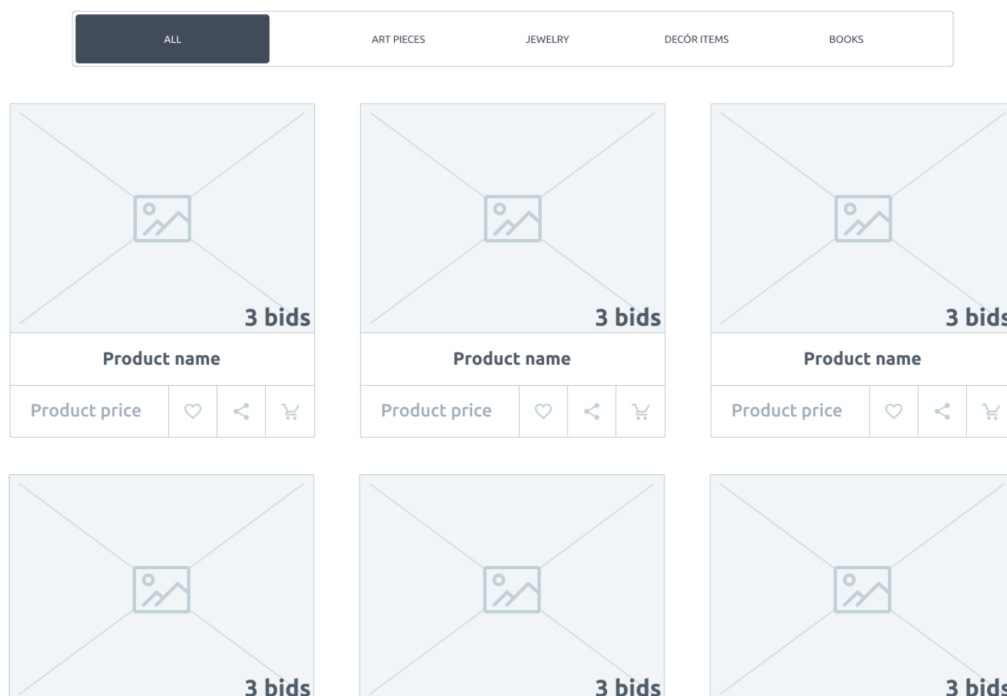 ALL ART PIECES JEWELRY DECÓR ITEMS BOOKS
3 bids 3 bids 3 bids
Product name Product name Product name
Product price Product price Product price
3 bids 3 bids 3 bids